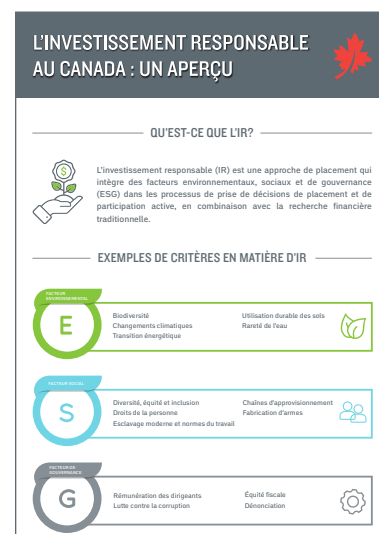 L'INVESTISSEMENT RESPONSABLE
AU CANADA : UN APERÇU
QU'EST-CE QUE L'IR?
$
L'investissement responsable (IR) est une approche de placement qui
intègre des facteurs environnementaux, sociaux et de gouvernance
(ESG) dans les processus de prise de décisions de placement et de
participation active, en combinaison avec la recherche financière
traditionnelle.
EXEMPLES DE CRITÈRES EN MATIÈRE D'IR
FACTEUR
ENVIRONNEMENTAL
E
Biodiversité
Changements climatiques
Transition énergétique
Utilisation durable des sols
Rareté de l'eau
FACTEUR SOCIAL
S
Diversité, équité et inclusion
Droits de la personne
Esclavage moderne et normes du travail
Chaînes d'approvisionnement
Fabrication d'armes
FACTEUR DE
GOUVERNANCE
G
Rémunération des dirigeants
Lutte contre la corruption
Équité fiscale
Dénonciation